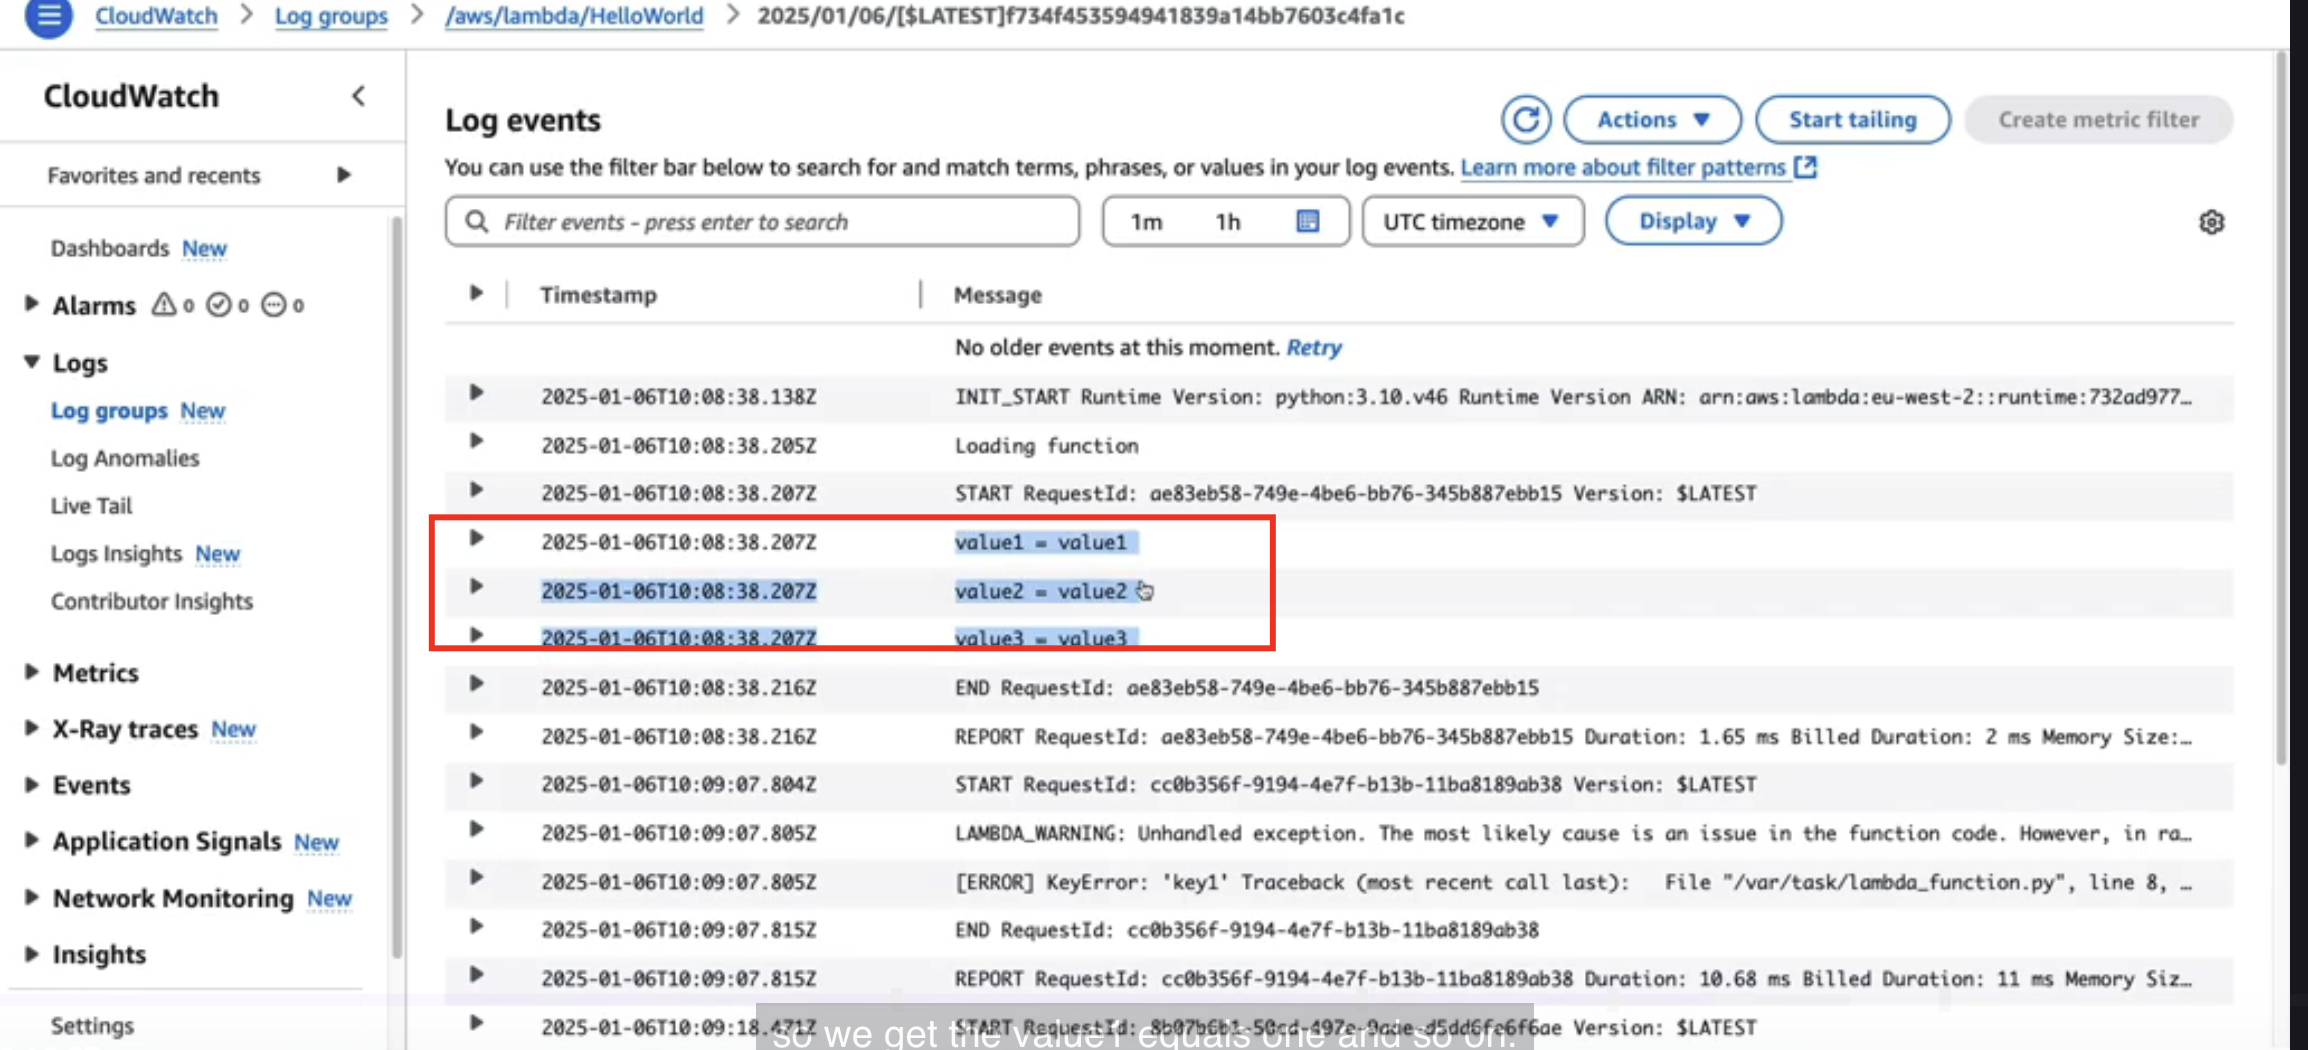 CloudWatch > Log groups > /aws/lambda/HelloWorld > 2025/01/06/[$LATEST]f734f453594941839a14bb7603c4fa1c
CloudWatch
Favorites and recents
Dashboards New
Alarms 0 0 0
Logs
Log groups New
Log Anomalies
Live Tail
Logs Insights New
Contributor Insights
Metrics
X-Ray traces New
Events
Application Signals New
Network Monitoring New
Insights
Settings
Log events
Actions
Start tailing
Create metric filter
You can use the filter bar below to search for and match terms, phrases, or values in your log events. Learn more about filter patterns
Filter events - press enter to search
1m 1h
UTC timezone
Display
Timestamp Message
No older events at this moment. Retry
2025-01-06T10:08:38.138Z INIT_START Runtime Version: python:3.10.v46 Runtime Version ARN: arn:aws:lambda:eu-west-2::runtime:732ad977…
2025-01-06T10:08:38.205Z Loading function
2025-01-06T10:08:38.207Z START RequestId: ae83eb58-749e-4be6-bb76-345b887ebb15 Version: $LATEST
2025-01-06T10:08:38.207Z value1 = value1
2025-01-06T10:08:38.207Z value2 = value2
2025-01-06T10:08:38.207Z value3 = value3
2025-01-06T10:08:38.216Z END RequestId: ae83eb58-749e-4be6-bb76-345b887ebb15
2025-01-06T10:08:38.216Z REPORT RequestId: ae83eb58-749e-4be6-bb76-345b887ebb15 Duration: 1.65 ms Billed Duration: 2 ms Memory Size:…
2025-01-06T10:09:07.804Z START RequestId: cc0b356f-9194-4e7f-b13b-11ba8189ab38 Version: $LATEST
2025-01-06T10:09:07.805Z LAMBDA_WARNING: Unhandled exception. The most likely cause is an issue in the function code. However, in ra…
2025-01-06T10:09:07.805Z [ERROR] KeyError: 'key1' Traceback (most recent call last): File "/var/task/lambda_function.py", line 8, …
2025-01-06T10:09:07.815Z END RequestId: cc0b356f-9194-4e7f-b13b-11ba8189ab38
2025-01-06T10:09:07.815Z REPORT RequestId: cc0b356f-9194-4e7f-b13b-11ba8189ab38 Duration: 10.68 ms Billed Duration: 11 ms Memory Siz…
2025-01-06T10:09:18.471Z START RequestId: Version: $LATEST
so we get the value1 equals one and so on.